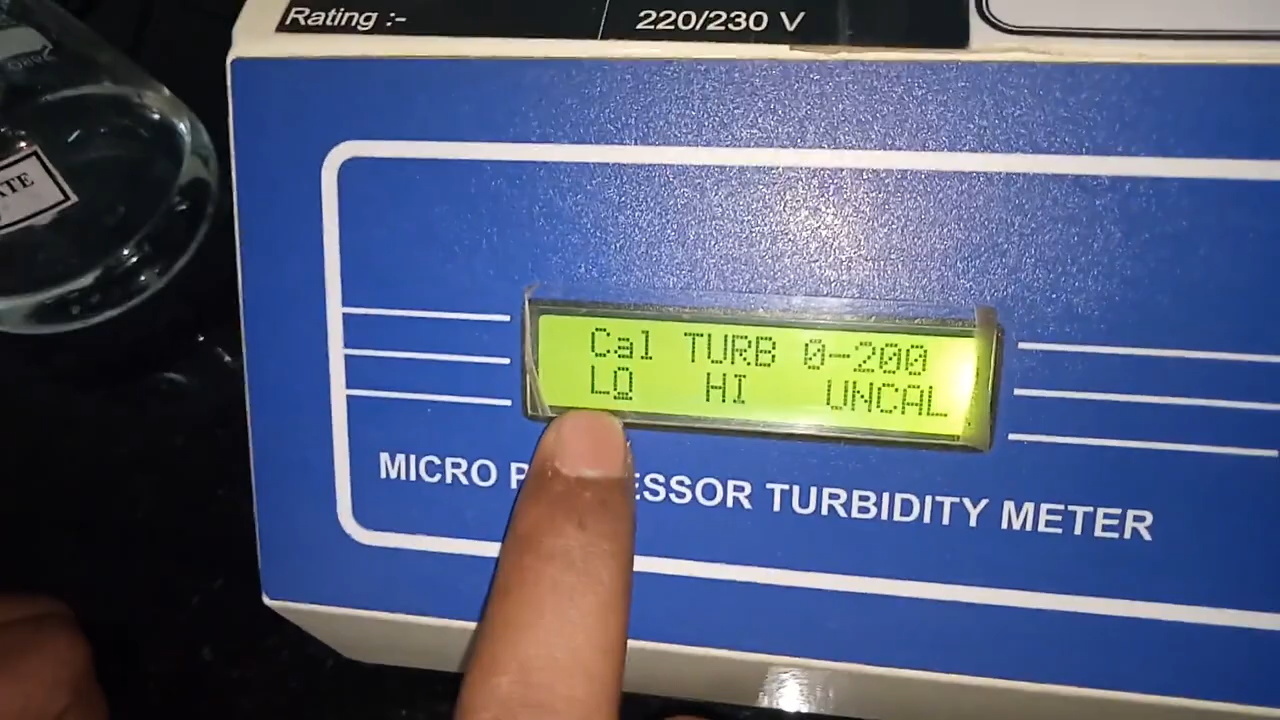 Rating :-
220/230 V
Cal TURB 0-200
LO HI UNCAL
MICRO P ESSOR TURBIDITY METER